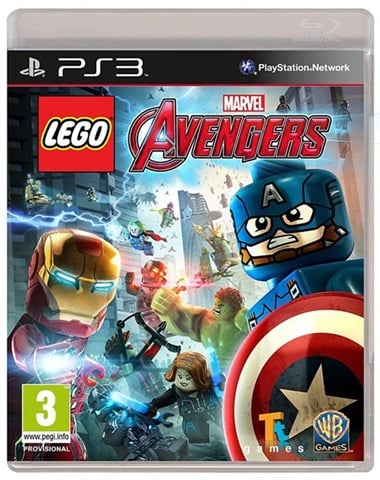 Blu-ray Disc
PS3
PlayStation®Network
LEGO
MARVEL
AVENGERS
A
3
www.pegi.info
PROVISIONAL
Tt
games
WB
GAMES